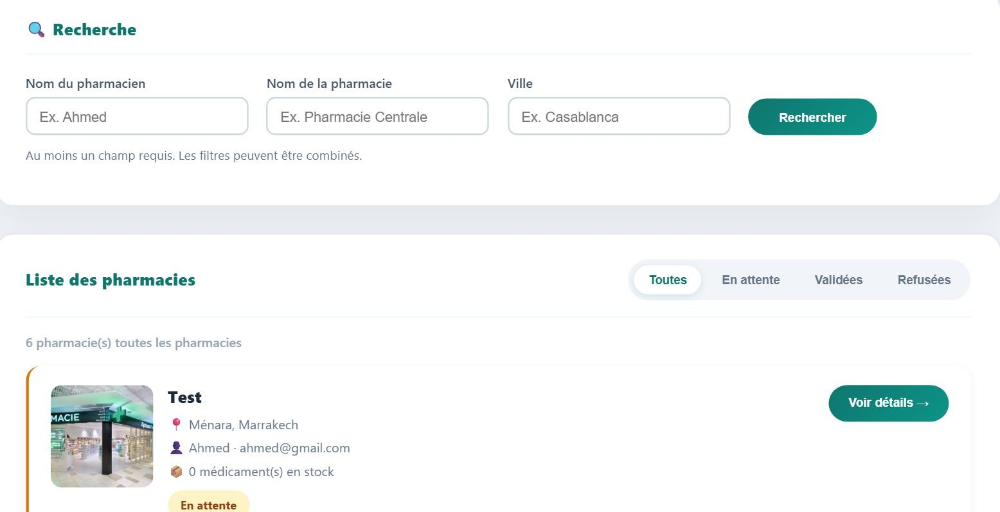 Recherche
Nom du pharmacien
Nom de la pharmacie
Ville
Ex. Ahmed
Ex. Pharmacie Centrale
Ex. Casablanca
Rechercher
Au moins un champ requis. Les filtres peuvent être combinés.
Liste des pharmacies
Toutes
En attente
Validées
Refusées
6 pharmacie(s) toutes les pharmacies
MACIE
Test
Voir détails →
Ménara, Marrakech
Ahmed · ahmed@gmail.com
0 médicament(s) en stock
En attente